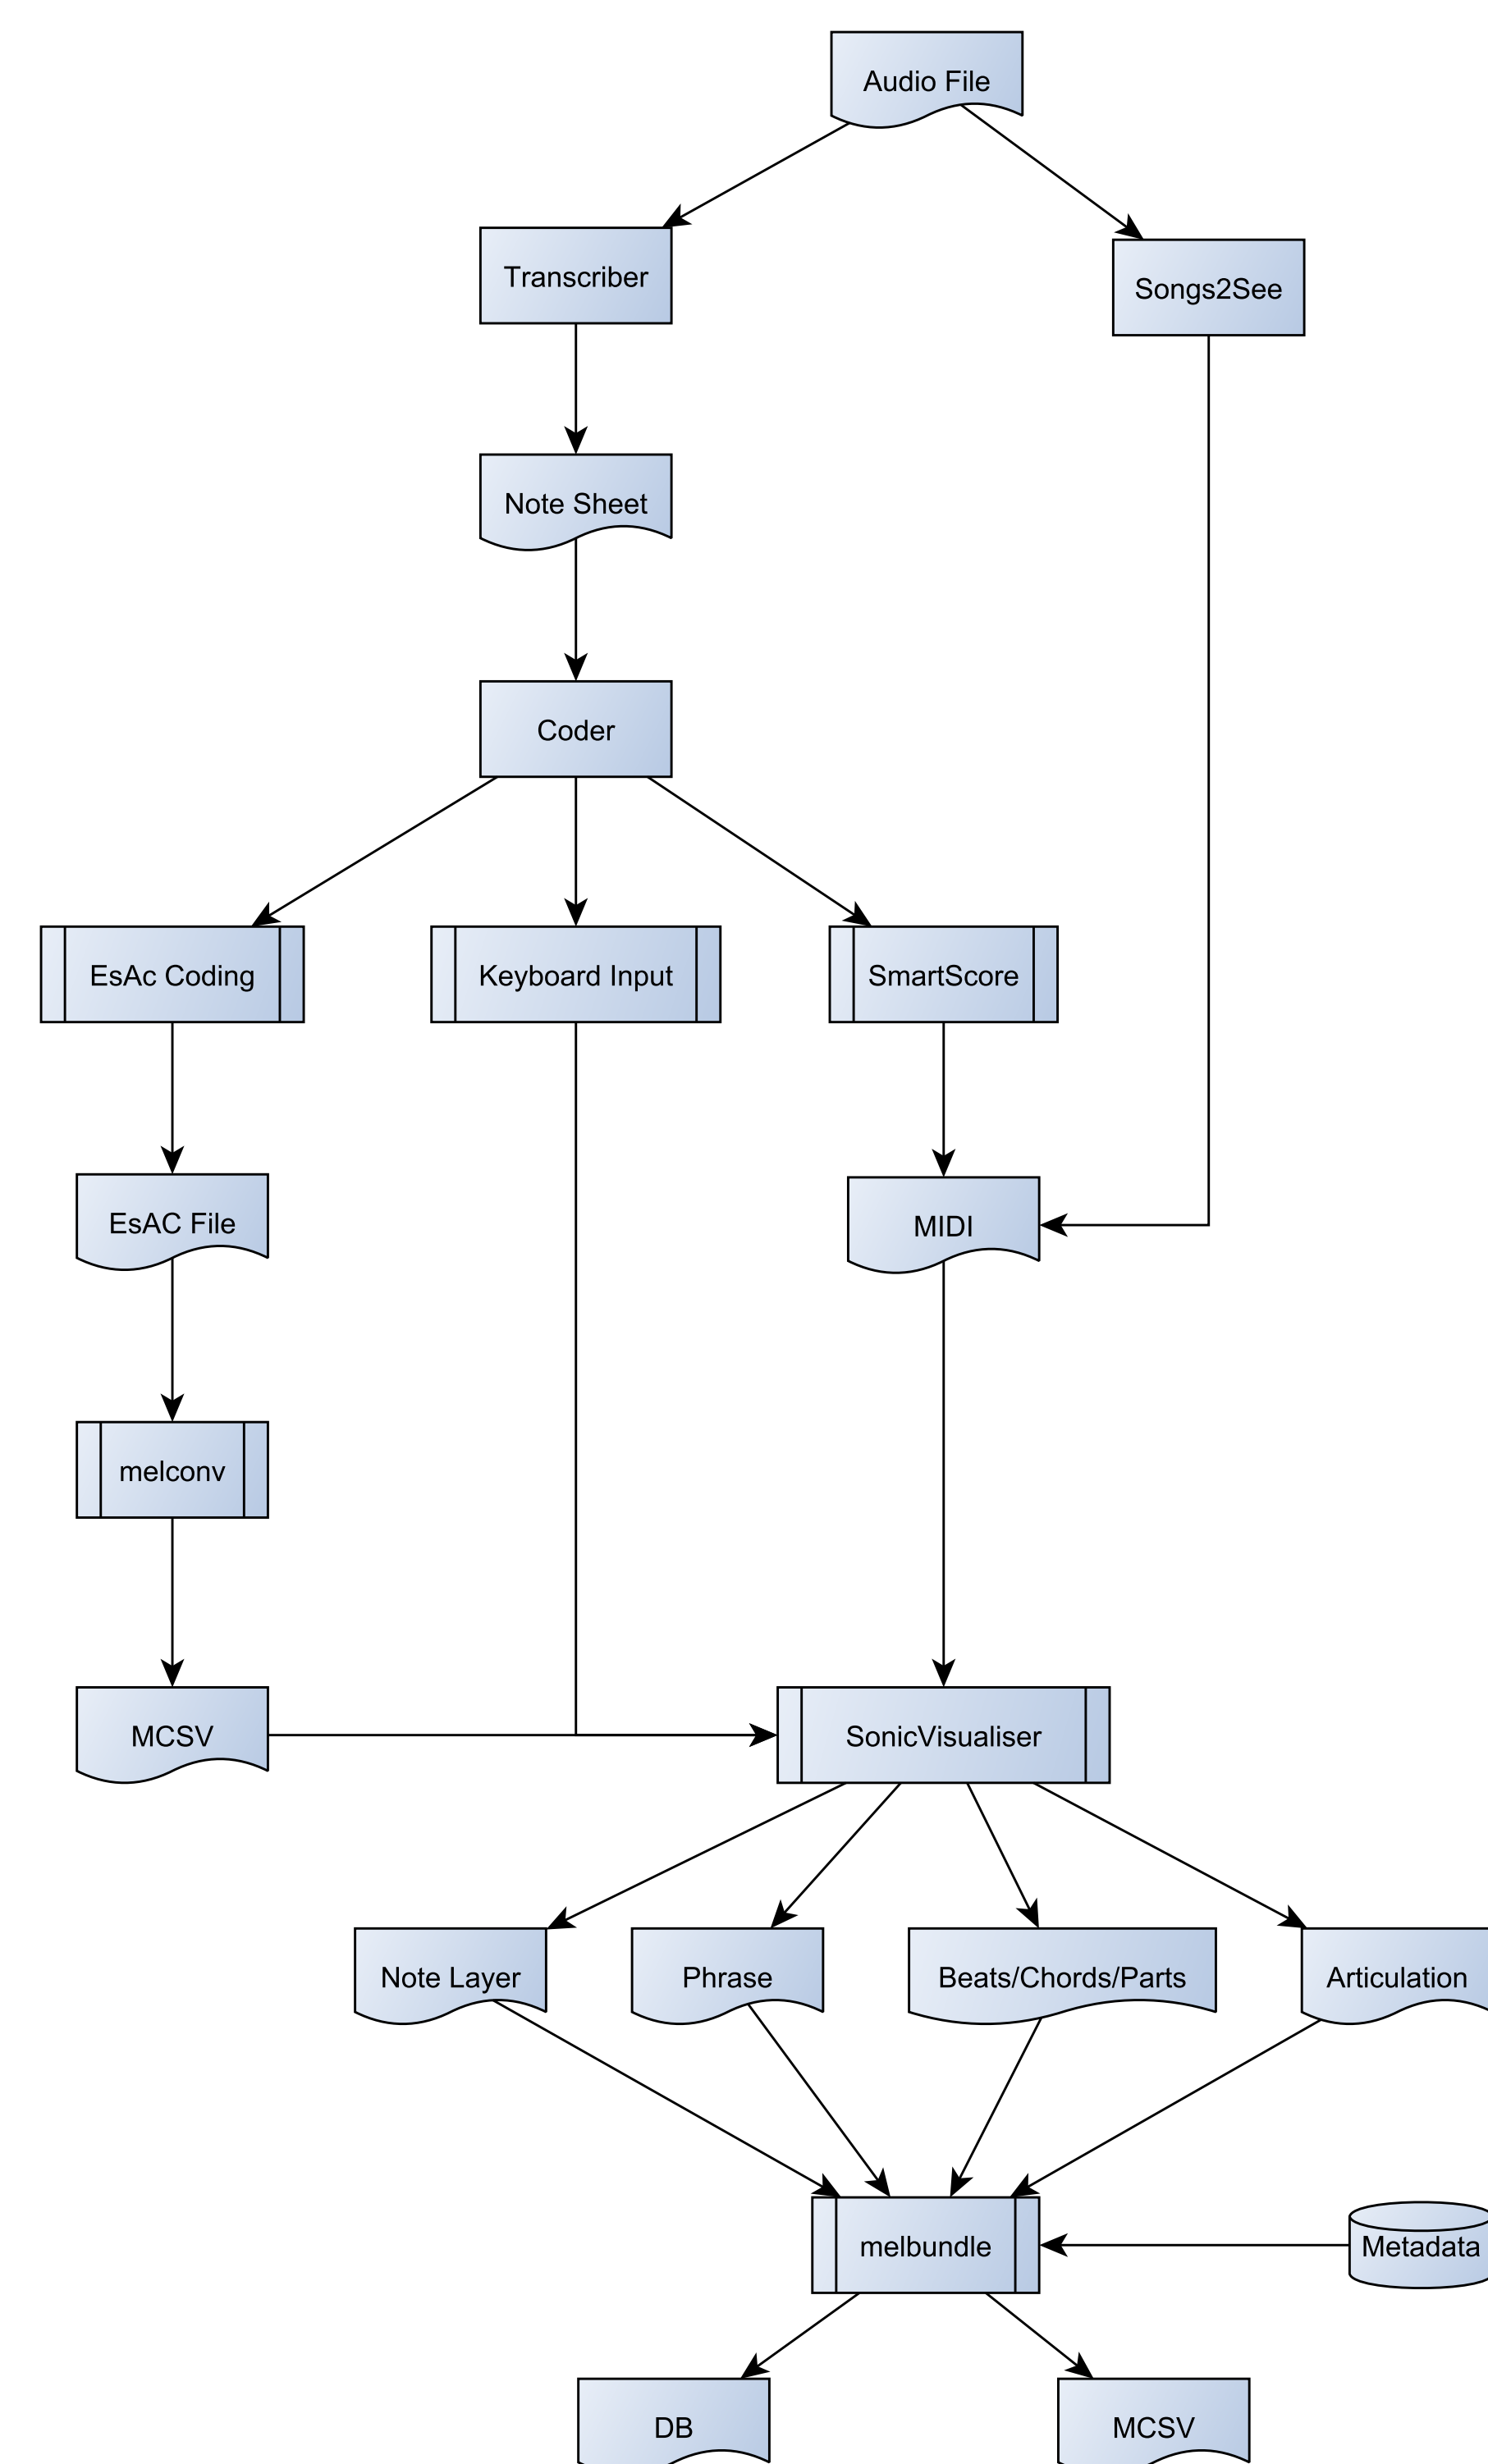 Audio File
Transcriber
Songs2See
Note Sheet
Coder
EsAc Coding
Keyboard Input
SmartScore
EsAC File
MIDI
melconv
MCSV
SonicVisualiser
Note Layer
Phrase
Beats/Chords/Parts
Articulation
melbundle
Metadata
DB
MCSV